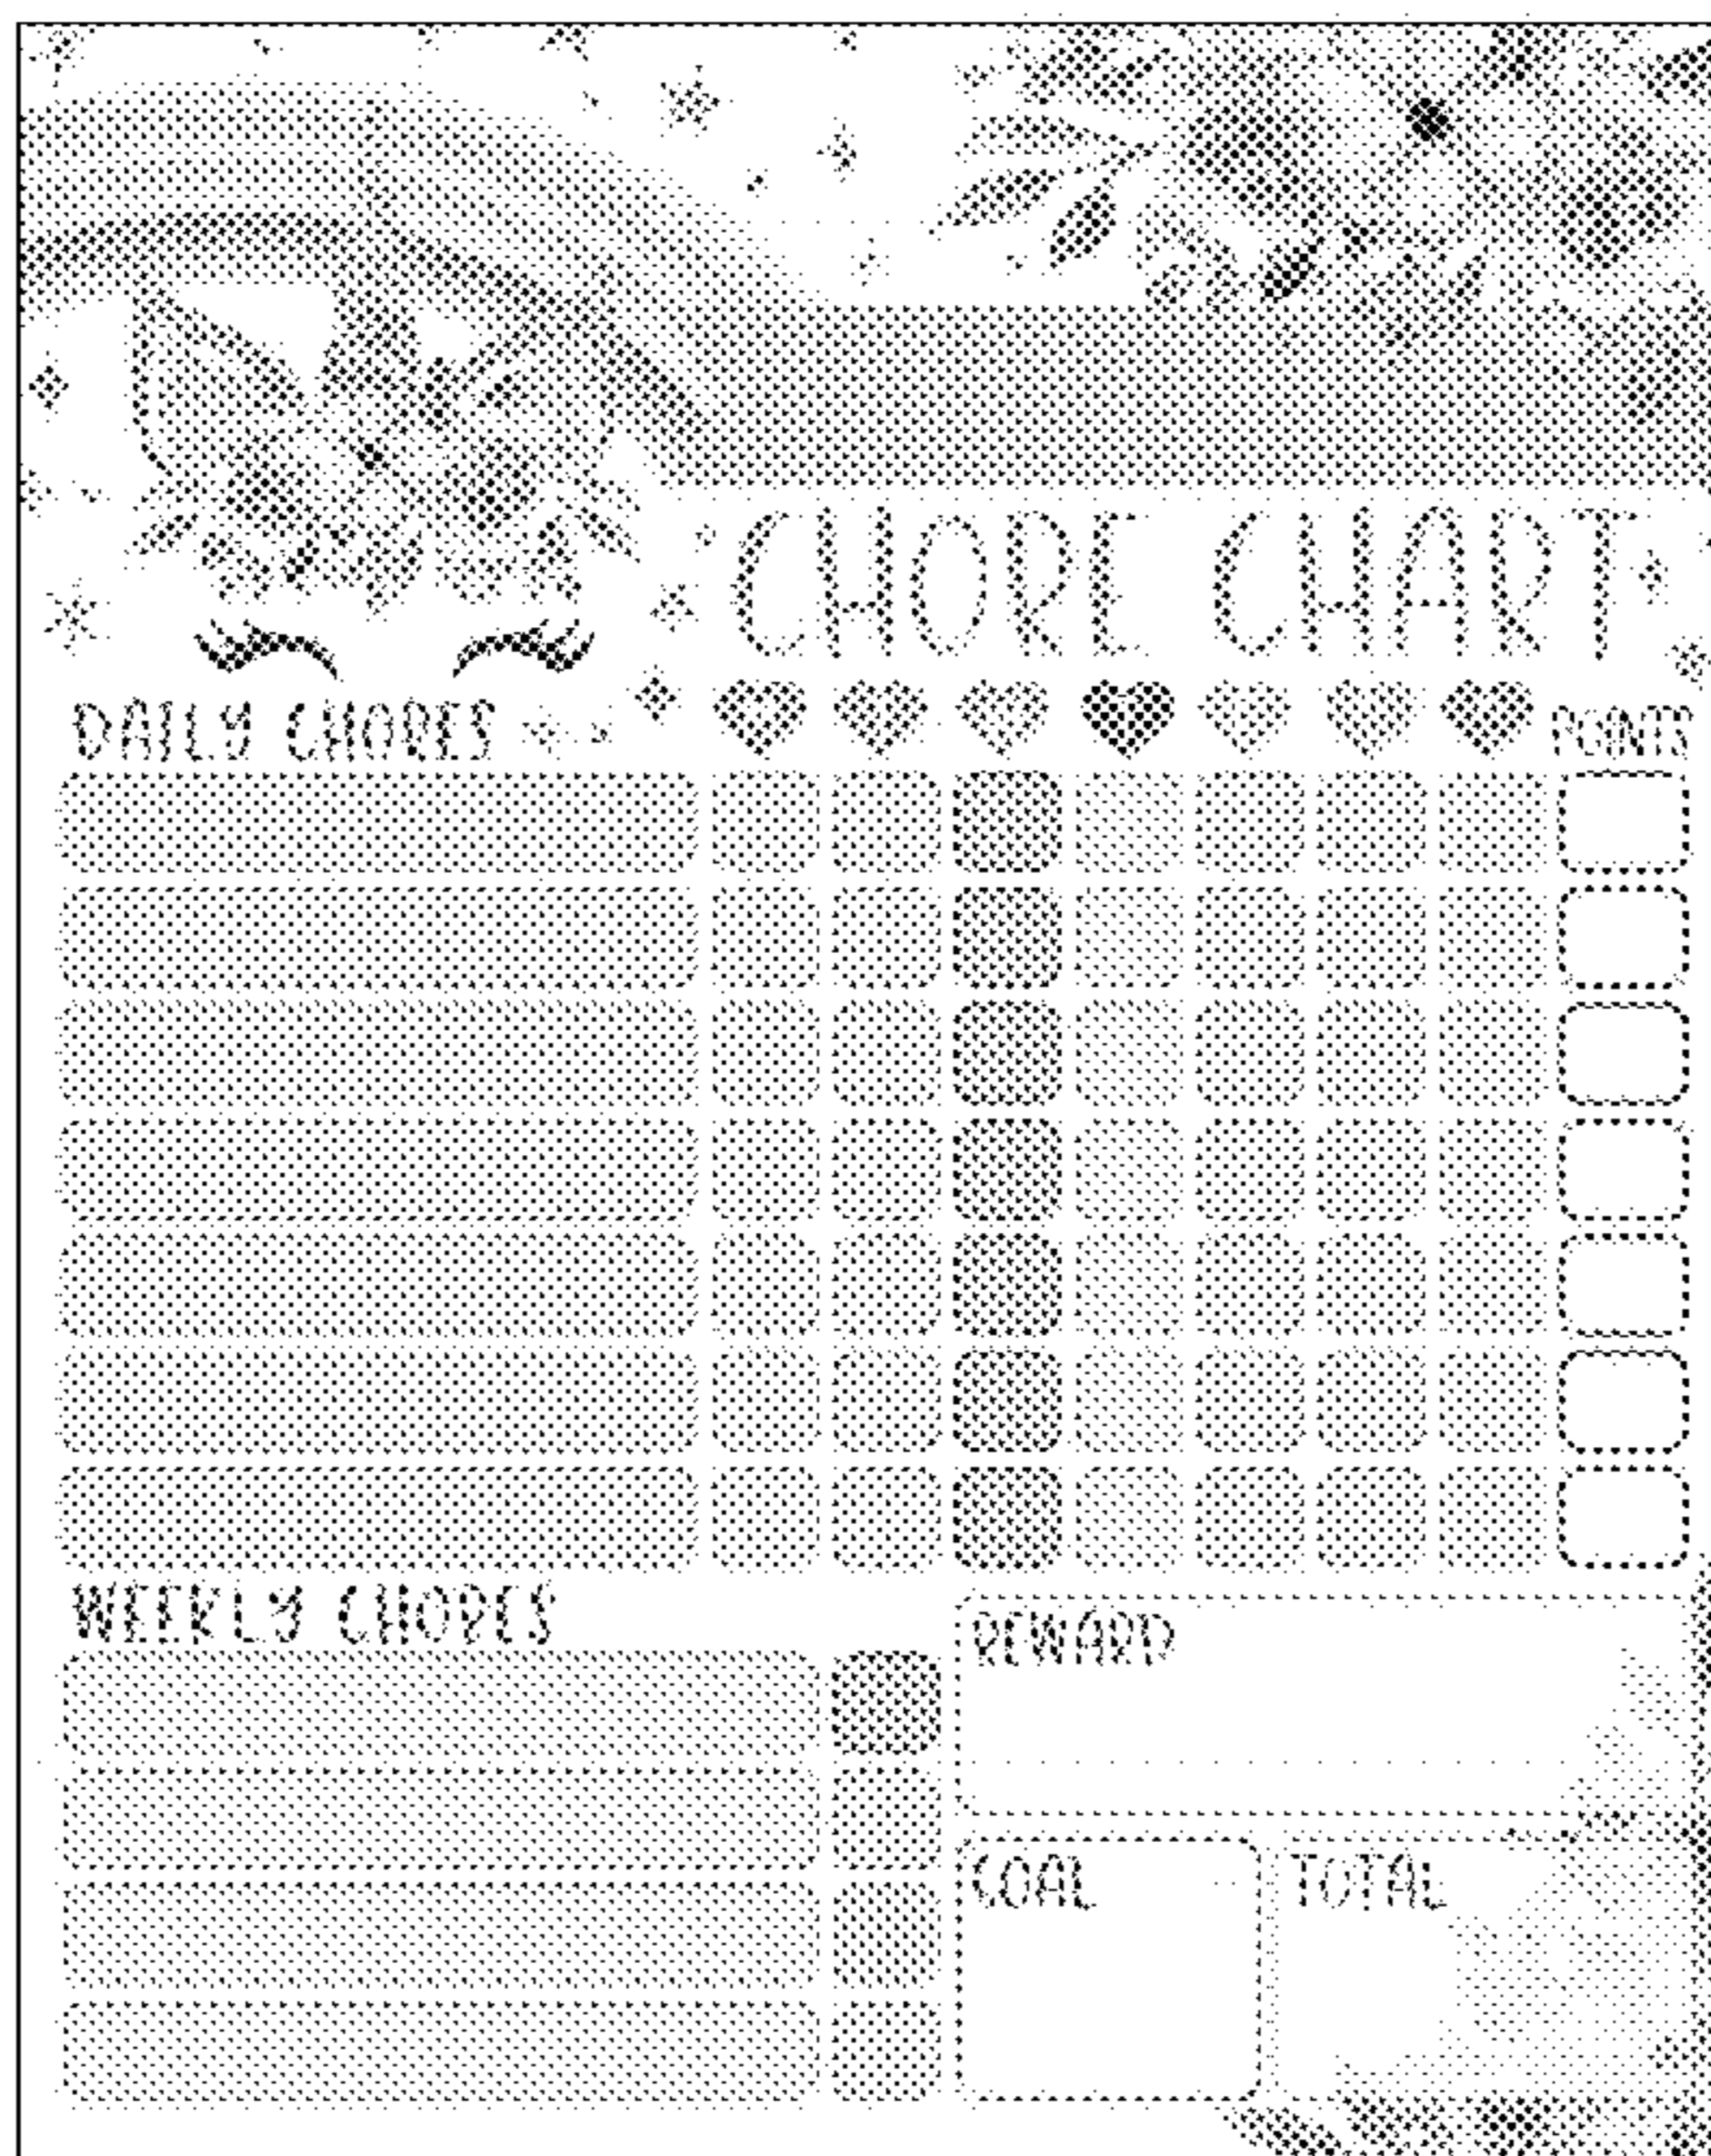 CHORE CHART
DAILY CHORES
POINTS
WEEKLY CHORES
REWARD
GOAL
TOTAL